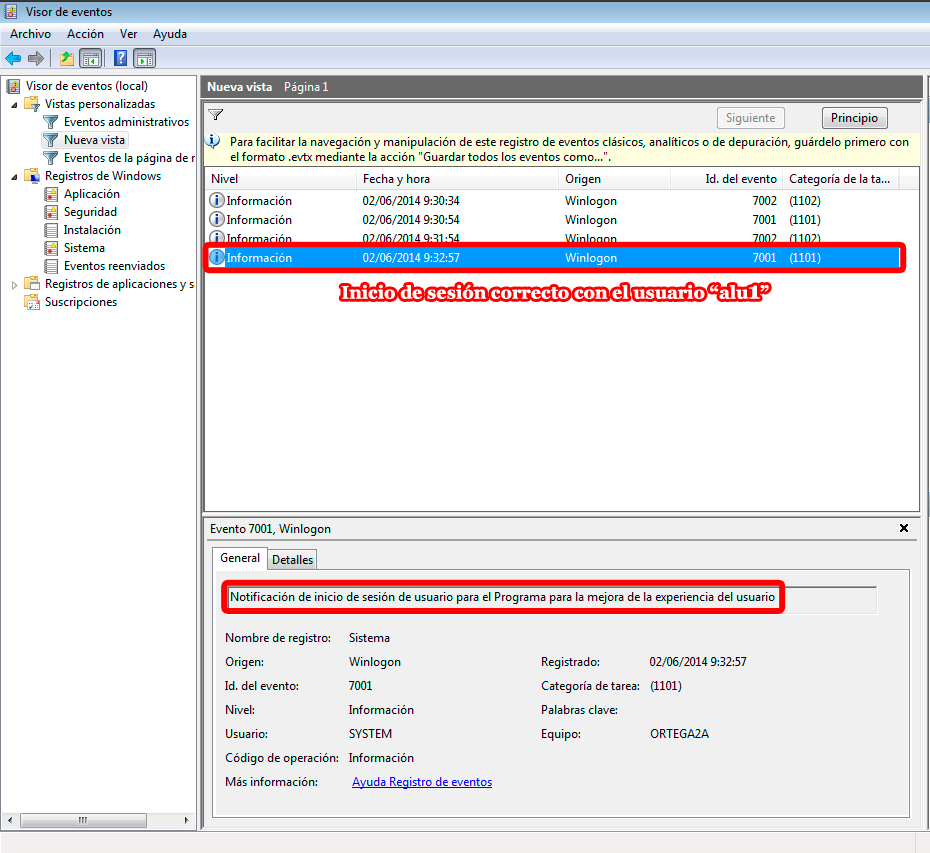 Visor de eventos
Archivo Acción Ver Ayuda
Visor de eventos (local)
Vistas personalizadas
Eventos administrativos
Nueva vista
Eventos de la página de r
Registros de Windows
Aplicación
Seguridad
Instalación
Sistema
Eventos reenviados
Registros de aplicaciones y s
Suscripciones
Nueva vista Página 1
Siguiente Principio
Para facilitar la navegación y manipulación de este registro de eventos clásicos, analíticos o de depuración, guárdelo primero con
el formato .evtx mediante la acción "Guardar todos los eventos como...".
Nivel Fecha y hora Origen Id. del evento Categoría de la ta...
Información 02/06/2014 9:30:34 Winlogon 7002 (1102)
Información 02/06/2014 9:30:54 Winlogon 7001 (1101)
Información 02/06/2014 9:31:54 Winlogon 7002 (1102)
Información 02/06/2014 9:32:57 Winlogon 7001 (1101)
Inicio de sesión correcto con el usuario “alu1”
Evento 7001, Winlogon
General Detalles
Notificación de inicio de sesión de usuario para el Programa para la mejora de la experiencia del usuario
Nombre de registro: Sistema
Origen: Winlogon Registrado: 02/06/2014 9:32:57
Id. del evento: 7001 Categoría de tarea: (1101)
Nivel: Información Palabras clave:
Usuario: SYSTEM Equipo: ORTEGA2A
Código de operación: Información
Más información: Ayuda Registro de eventos